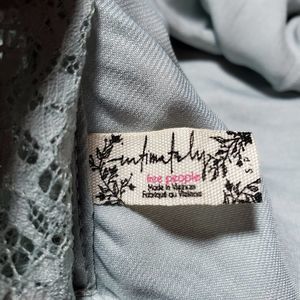 intimately
free people
Made in Vietnam
Fabriqué au Vietnam